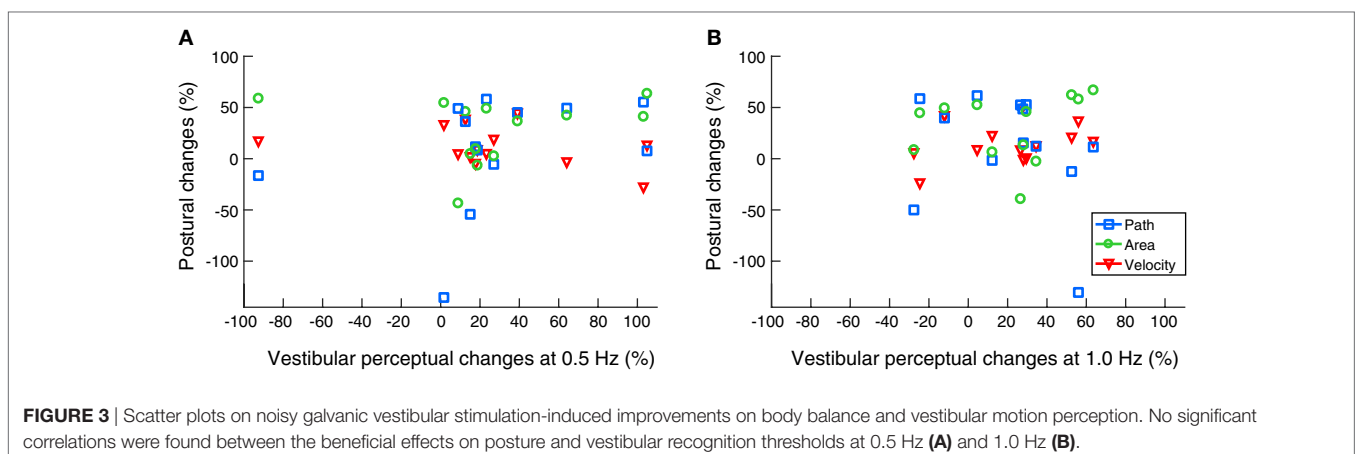 A
B
100
50
0
-50
-100
Postural changes (%)
-100 -80 -60 -40 -20 0 20 40 60 80 100
Vestibular perceptual changes at 0.5 Hz (%)
100
50
0
-50
-100
Postural changes (%)
Path
Area
Velocity
-100 -80 -60 -40 -20 0 20 40 60 80 100
Vestibular perceptual changes at 1.0 Hz (%)
FIGURE 3 | Scatter plots on noisy galvanic vestibular stimulation-induced improvements on body balance and vestibular motion perception. No significant
correlations were found between the beneficial effects on posture and vestibular recognition thresholds at 0.5 Hz (A) and 1.0 Hz (B).